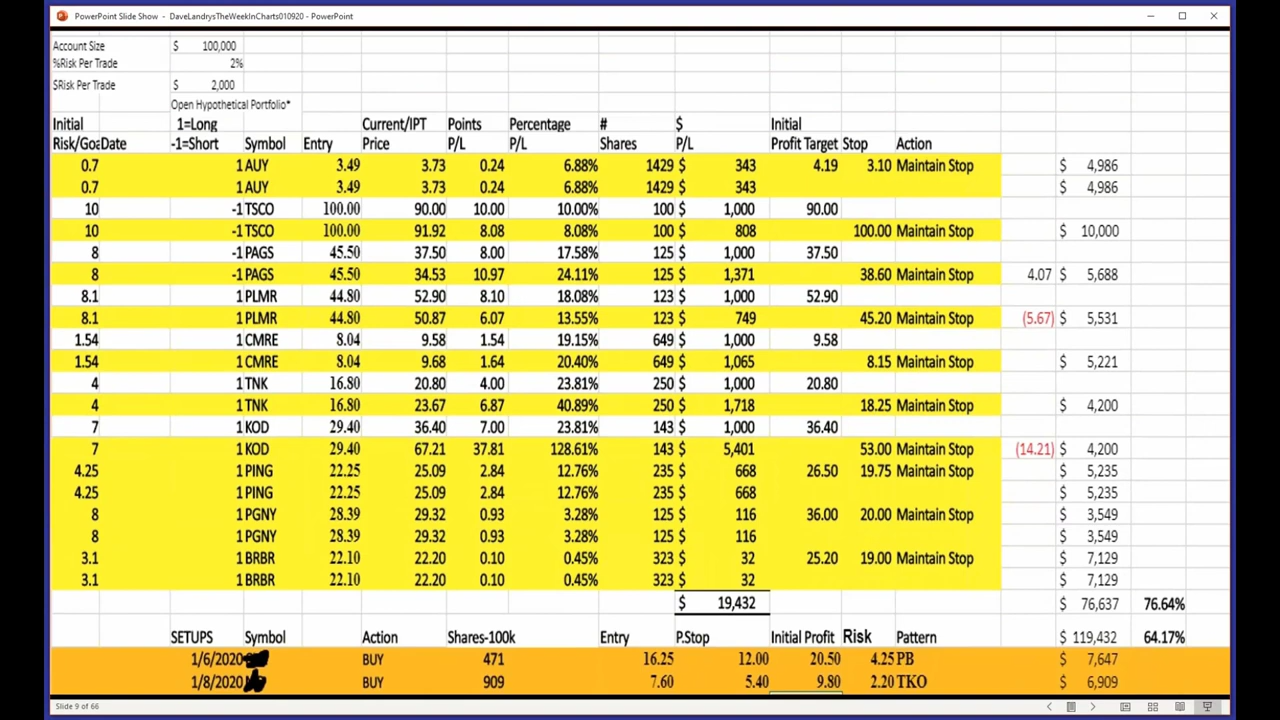 PowerPoint Slide Show - DaveLandrysTheWeekInCharts010920 - PowerPoint
Account Size $ 100,000
%Risk Per Trade 2%
$Risk Per Trade $ 2,000
Open Hypothetical Portfolio*
Initial 1=Long Current/IPT Points Percentage # $ Initial
Risk/Goa Date -1=Short Symbol Entry Price P/L P/L Shares P/L Profit Target Stop Action
0.7 1 AUY 3.49 3.73 0.24 6.88% 1429 $ 343 4.19 3.10 Maintain Stop $ 4,986
0.7 1 AUY 3.49 3.73 0.24 6.88% 1429 $ 343 $ 4,986
10 -1 TSCO 100.00 90.00 10.00 10.00% 100 $ 1,000 90.00
10 -1 TSCO 100.00 91.92 8.08 8.08% 100 $ 808 100.00 Maintain Stop $ 10,000
8 -1 PAGS 45.50 37.50 8.00 17.58% 125 $ 1,000 37.50
8 -1 PAGS 45.50 34.53 10.97 24.11% 125 $ 1,371 38.60 Maintain Stop 4.07 $ 5,688
8.1 1 PLMR 44.80 52.90 8.10 18.08% 123 $ 1,000 52.90
8.1 1 PLMR 44.80 50.87 6.07 13.55% 123 $ 749 45.20 Maintain Stop (5.67) $ 5,531
1.54 1 CMRE 8.04 9.58 1.54 19.15% 649 $ 1,000 9.58
1.54 1 CMRE 8.04 9.68 1.64 20.40% 649 $ 1,065 8.15 Maintain Stop $ 5,221
4 1 TNK 16.80 20.80 4.00 23.81% 250 $ 1,000 20.80
4 1 TNK 16.80 23.67 6.87 40.89% 250 $ 1,718 18.25 Maintain Stop $ 4,200
7 1 KOD 29.40 36.40 7.00 23.81% 143 $ 1,000 36.40
7 1 KOD 29.40 67.21 37.81 128.61% 143 $ 5,401 53.00 Maintain Stop (14.21) $ 4,200
4.25 1 PING 22.25 25.09 2.84 12.76% 235 $ 668 26.50 19.75 Maintain Stop $ 5,235
4.25 1 PING 22.25 25.09 2.84 12.76% 235 $ 668 $ 5,235
8 1 PGNY 28.39 29.32 0.93 3.28% 125 $ 116 36.00 20.00 Maintain Stop $ 3,549
8 1 PGNY 28.39 29.32 0.93 3.28% 125 $ 116 $ 3,549
3.1 1 BRBR 22.10 22.20 0.10 0.45% 323 $ 32 25.20 19.00 Maintain Stop $ 7,129
3.1 1 BRBR 22.10 22.20 0.10 0.45% 323 $ 32 $ 7,129
$ 19,432 $ 76,637 76.64%
SETUPS Symbol Action Shares-100k Entry P.Stop Initial Profit Risk Pattern $ 119,432 64.17%
1/6/2020 BUY 471 16.25 12.00 20.50 4.25 PB $ 7,647
1/8/2020 BUY 909 7.60 5.40 9.80 2.20 TKO $ 6,909
Slide 9 of 66